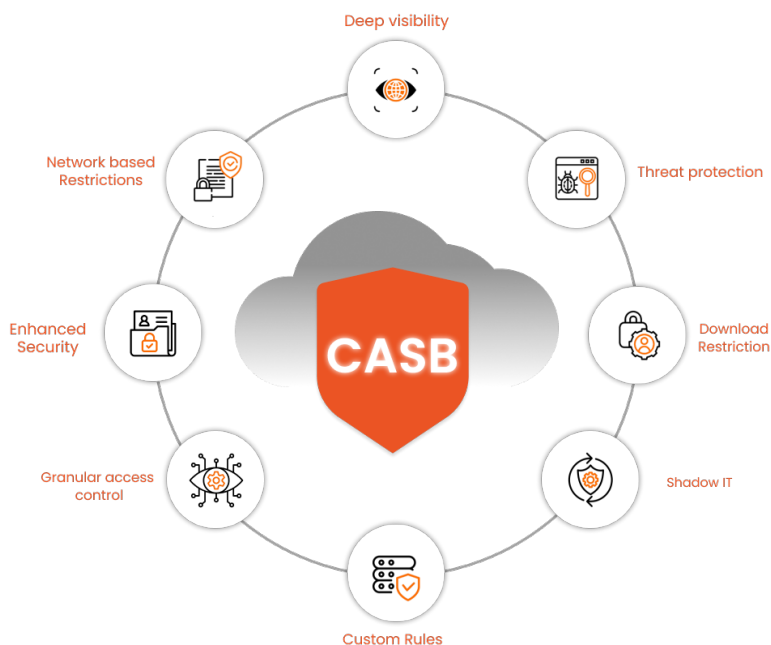 Deep visibility
Network based
Restrictions
Threat protection
Enhanced
Security
CASB
Download
Restriction
Granular access
control
Shadow IT
Custom Rules